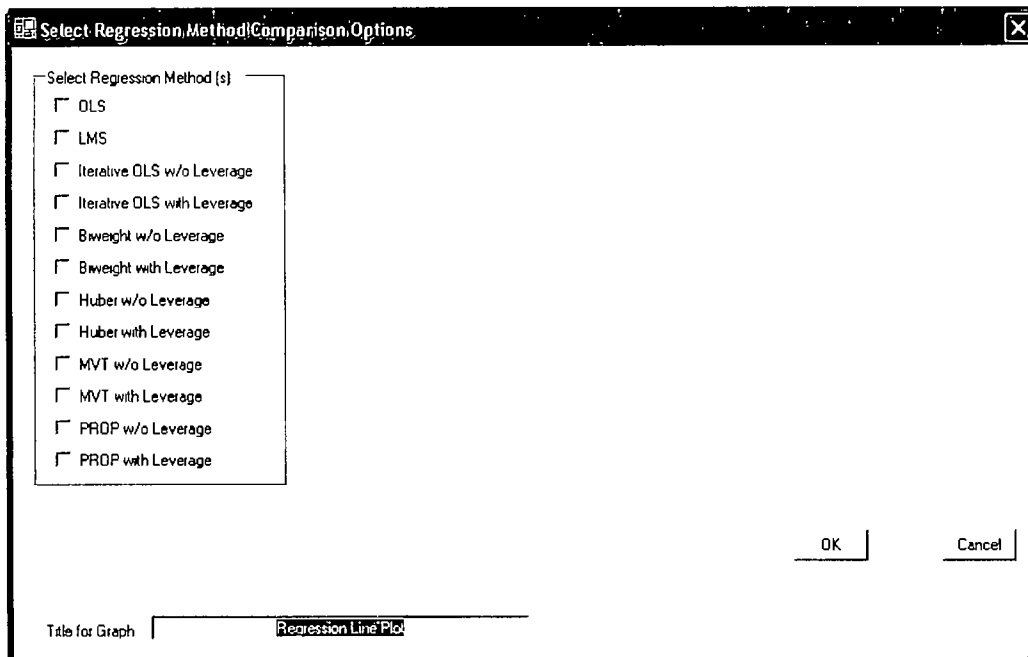 Select Regression Method Comparison Options
Select Regression Method (s)
OLS
LMS
Iterative OLS w/o Leverage
Iterative OLS with Leverage
Biweight w/o Leverage
Biweight with Leverage
Huber w/o Leverage
Huber with Leverage
MVT w/o Leverage
MVT with Leverage
PROP w/o Leverage
PROP with Leverage
OK Cancel
Title for Graph Regression Line Plot